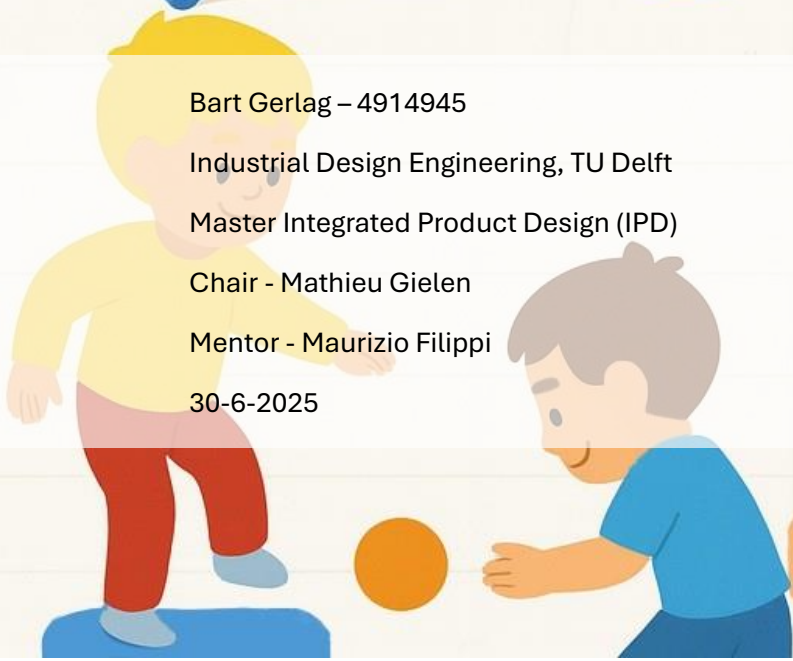 Bart Gerlag – 4914945
Industrial Design Engineering, TU Delft
Master Integrated Product Design (IPD)
Chair - Mathieu Gielen
Mentor - Maurizio Filippi
30-6-2025